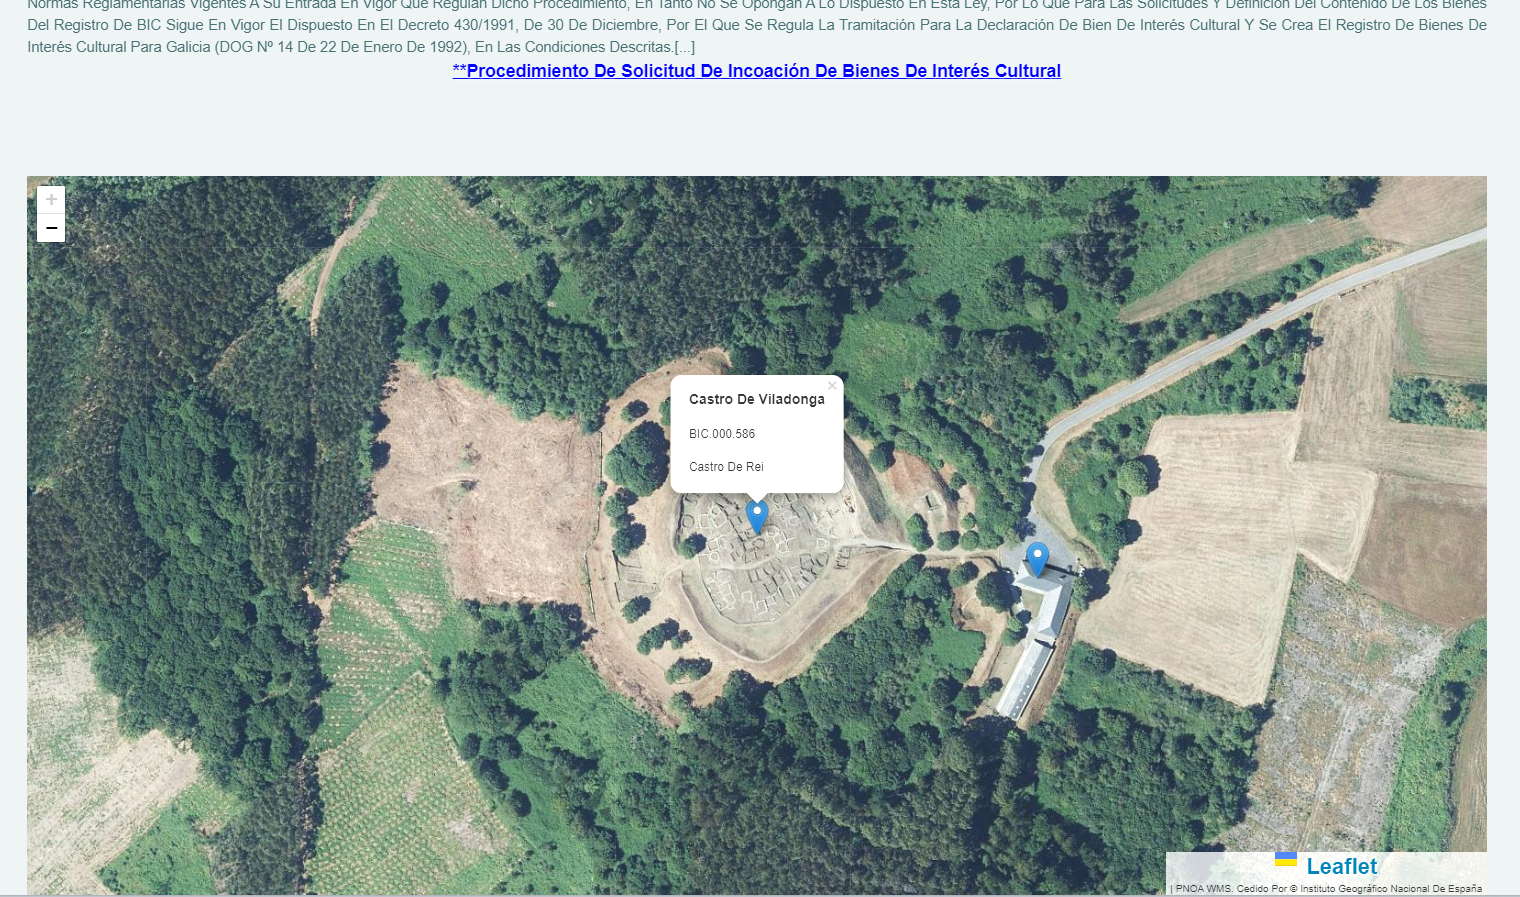 Normas Reglamentarias Vigentes A Su Entrada En Vigor Que Regulan Dicho Procedimiento, En Tanto No Se Opongan A Lo Dispuesto En Esta Ley, Por Lo Que Para Las Solicitudes Y Definición Del Contenido De Los Bienes
Del Registro De BIC Sigue En Vigor El Dispuesto En El Decreto 430/1991, De 30 De Diciembre, Por El Que Se Regula La Tramitación Para La Declaración De Bien De Interés Cultural Y Se Crea El Registro De Bienes De
Interés Cultural Para Galicia (DOG Nº 14 De 22 De Enero De 1992), En Las Condiciones Descritas.[...]
**Procedimiento De Solicitud De Incoación De Bienes De Interés Cultural
+
−
×
Castro De Viladonga
BIC.000.586
Castro De Rei
Leaflet
| PNOA WMS. Cedido Por © Instituto Geográfico Nacional De España